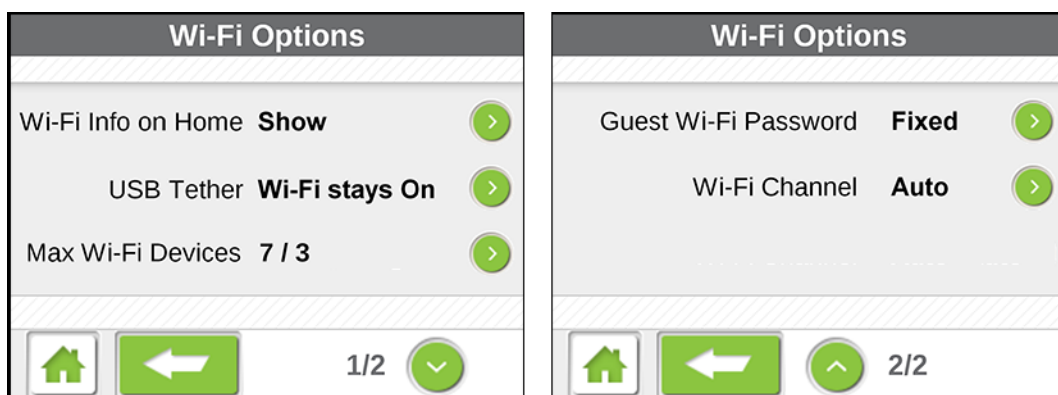 Wi-Fi Options
Wi-Fi Info on Home Show
USB Tether Wi-Fi stays On
Max Wi-Fi Devices 7 / 3
1/2
Wi-Fi Options
Guest Wi-Fi Password Fixed
Wi-Fi Channel Auto
2/2